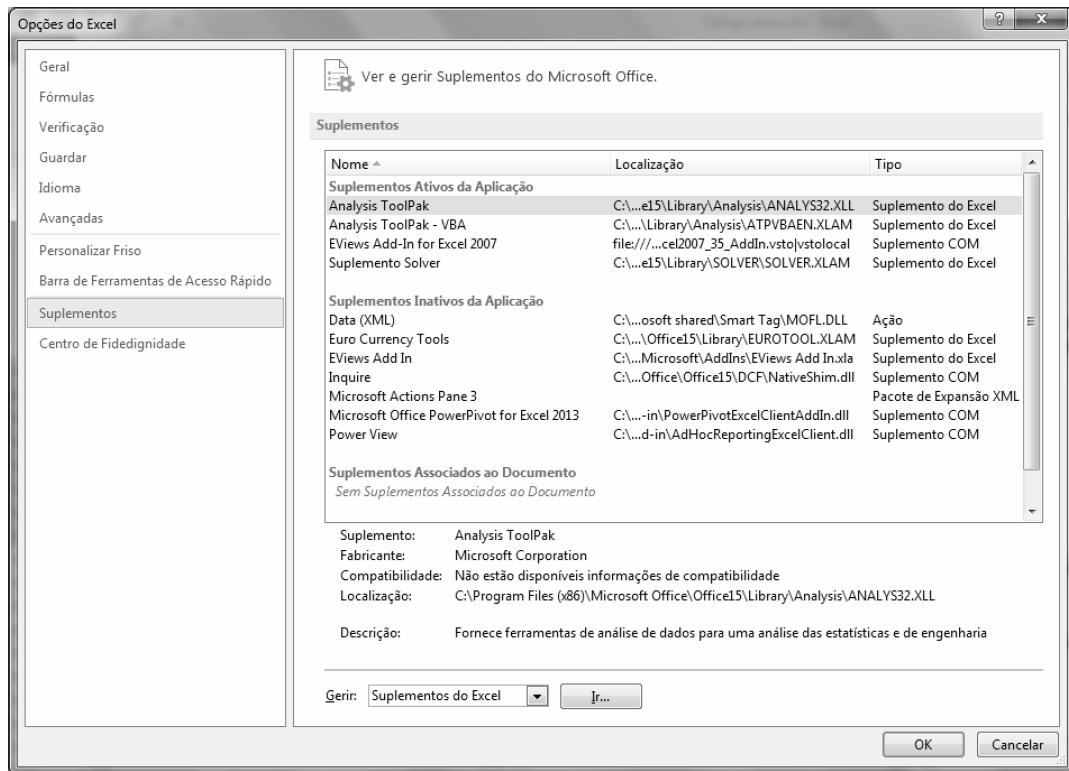 Opções do Excel
Geral
Fórmulas
Verificação
Guardar
Idioma
Avançadas
Personalizar Friso
Barra de Ferramentas de Acesso Rápido
Suplementos
Centro de Fidedignidade
Ver e gerir Suplementos do Microsoft Office.
Suplementos
Nome Localização Tipo
Suplementos Ativos da Aplicação
Analysis ToolPak C:\...e15\Library\Analysis\ANALYS32.XLL Suplemento do Excel
Analysis ToolPak - VBA C:\...\Library\Analysis\ATPVBAEN.XLAM Suplemento do Excel
EViews Add-In for Excel 2007 file:///...cel2007_35_AddIn.vsto|vstolocal Suplemento COM
Suplemento Solver C:\...e15\Library\SOLVER\SOLVER.XLAM Suplemento do Excel
Suplementos Inativos da Aplicação
Data (XML) C:\...osoft shared\Smart Tag\MOFL.DLL Ação
Euro Currency Tools C:\...\Office15\Library\EUROTOOL.XLAM Suplemento do Excel
EViews Add In C:\...Microsoft\AddIns\EViews Add In.xla Suplemento do Excel
Inquire C:\...Office\Office15\DCF\NativeShim.dll Suplemento COM
Microsoft Actions Pane 3 Pacote de Expansão XML
Microsoft Office PowerPivot for Excel 2013 C:\...-in\PowerPivotExcelClientAddIn.dll Suplemento COM
Power View C:\...d-in\AdHocReportingExcelClient.dll Suplemento COM
Suplementos Associados ao Documento
Sem Suplementos Associados ao Documento
Suplemento: Analysis ToolPak
Fabricante: Microsoft Corporation
Compatibilidade: Não estão disponíveis informações de compatibilidade
Localização: C:\Program Files (x86)\Microsoft Office\Office15\Library\Analysis\ANALYS32.XLL
Descrição: Fornece ferramentas de análise de dados para uma análise das estatísticas e de engenharia
Gerir: Suplementos do Excel Ir...
OK Cancelar